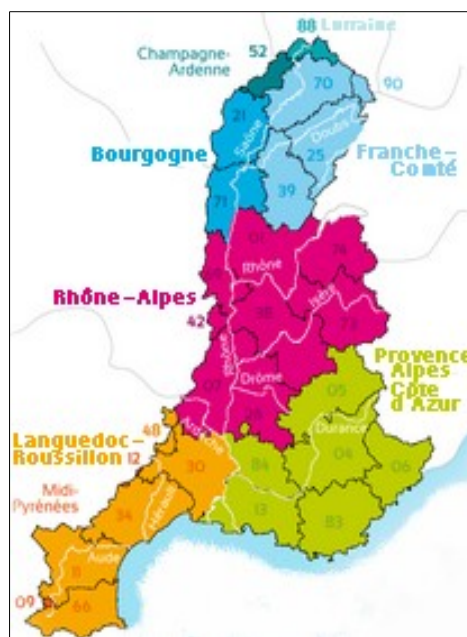 88 Lorraine
Champagne-
Ardenne
52
70
90
21
Saône
Doubs
Bourgogne
25
Franche-
Comté
71
39
01
74
69
Rhône
Rhône-Alpes
Isère
42
38
73
Rhône
Provence
Alpes
Côte
d'Azur
07
Drôme
05
26
Ardèche
Durance
48
Languedoc-
Roussillon
12
30
84
04
06
Midi-
Pyrénées
34
Hérault
13
83
Aude
11
09
66